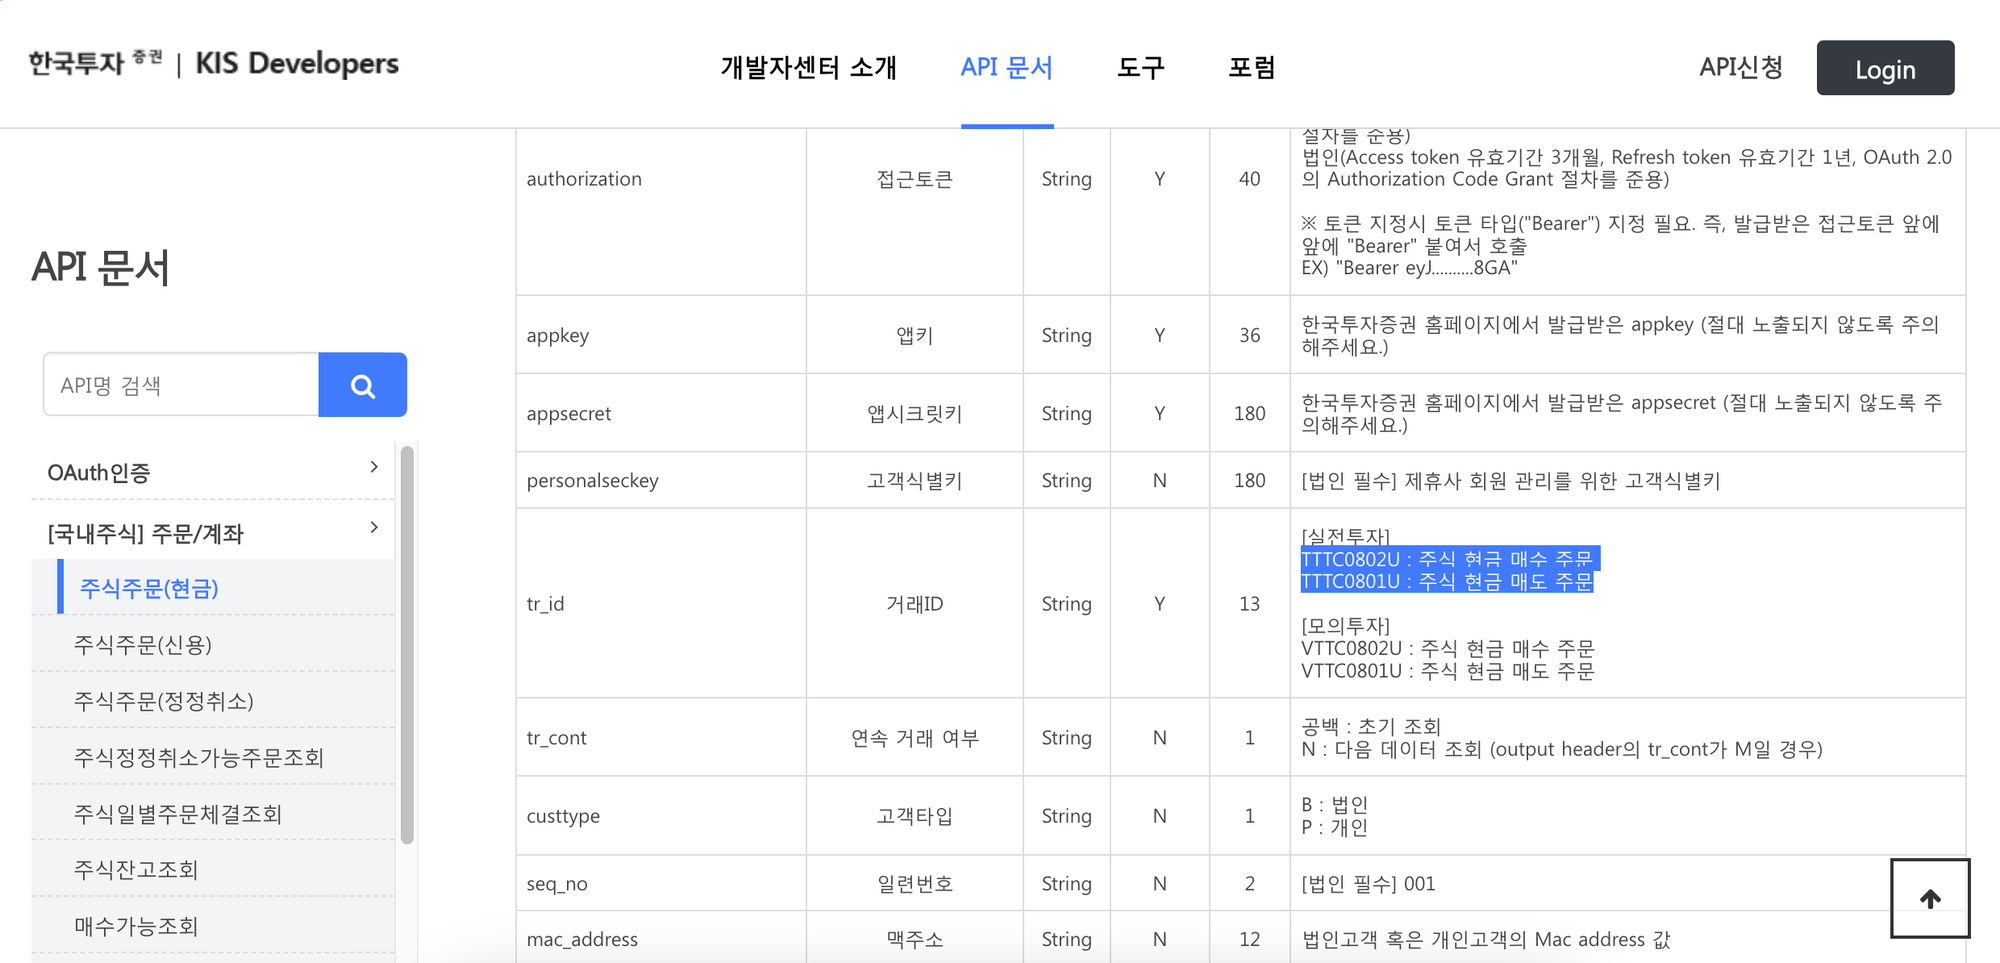 한국투자 증권 | KIS Developers
개발자센터 소개
API 문서
도구
포럼
API신청
Login
API 문서
API명 검색
OAuth인증
[국내주식] 주문/계좌
주식주문(현금)
주식주문(신용)
주식주문(정정취소)
주식정정취소가능주문조회
주식일별주문체결조회
주식잔고조회
매수가능조회
절차를 준용)
법인(Access token 유효기간 3개월, Refresh token 유효기간 1년, OAuth 2.0
의 Authorization Code Grant 절차를 준용)
※ 토큰 지정시 토큰 타입("Bearer") 지정 필요. 즉, 발급받은 접근토큰 앞에
앞에 "Bearer" 붙여서 호출
EX) "Bearer eyJ..........8GA"
authorization 접근토큰 String Y 40
appkey 앱키 String Y 36
한국투자증권 홈페이지에서 발급받은 appkey (절대 노출되지 않도록 주의
해주세요.)
appsecret 앱시크릿키 String Y 180
한국투자증권 홈페이지에서 발급받은 appsecret (절대 노출되지 않도록 주
의해주세요.)
personalseckey 고객식별키 String N 180 [법인 필수] 제휴사 회원 관리를 위한 고객식별키
tr_id 거래ID String Y 13
[실전투자]
TTTC0802U : 주식 현금 매수 주문
TTTC0801U : 주식 현금 매도 주문
[모의투자]
VTTC0802U : 주식 현금 매수 주문
VTTC0801U : 주식 현금 매도 주문
tr_cont 연속 거래 여부 String N 1
공백 : 초기 조회
N : 다음 데이터 조회 (output header의 tr_cont가 M일 경우)
custtype 고객타입 String N 1
B : 법인
P : 개인
seq_no 일련번호 String N 2 [법인 필수] 001
mac_address 맥주소 String N 12 법인고객 혹은 개인고객의 Mac address 값